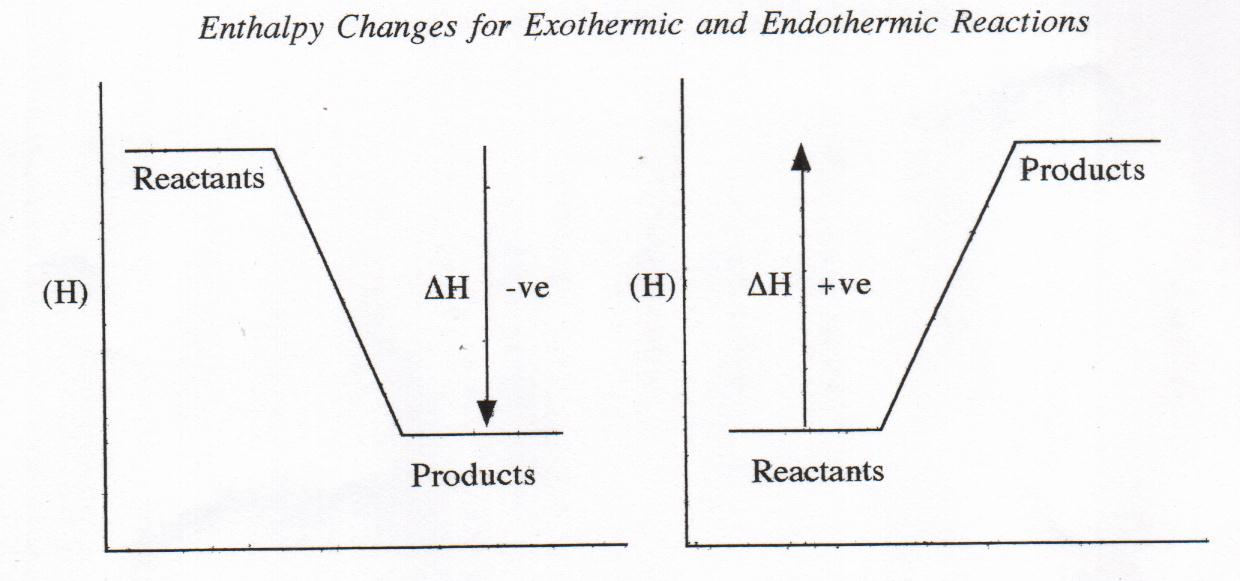 Enthalpy Changes for Exothermic and Endothermic Reactions
Reactants
(H)
ΔH -ve
Products
Products
(H)
ΔH +ve
Reactants